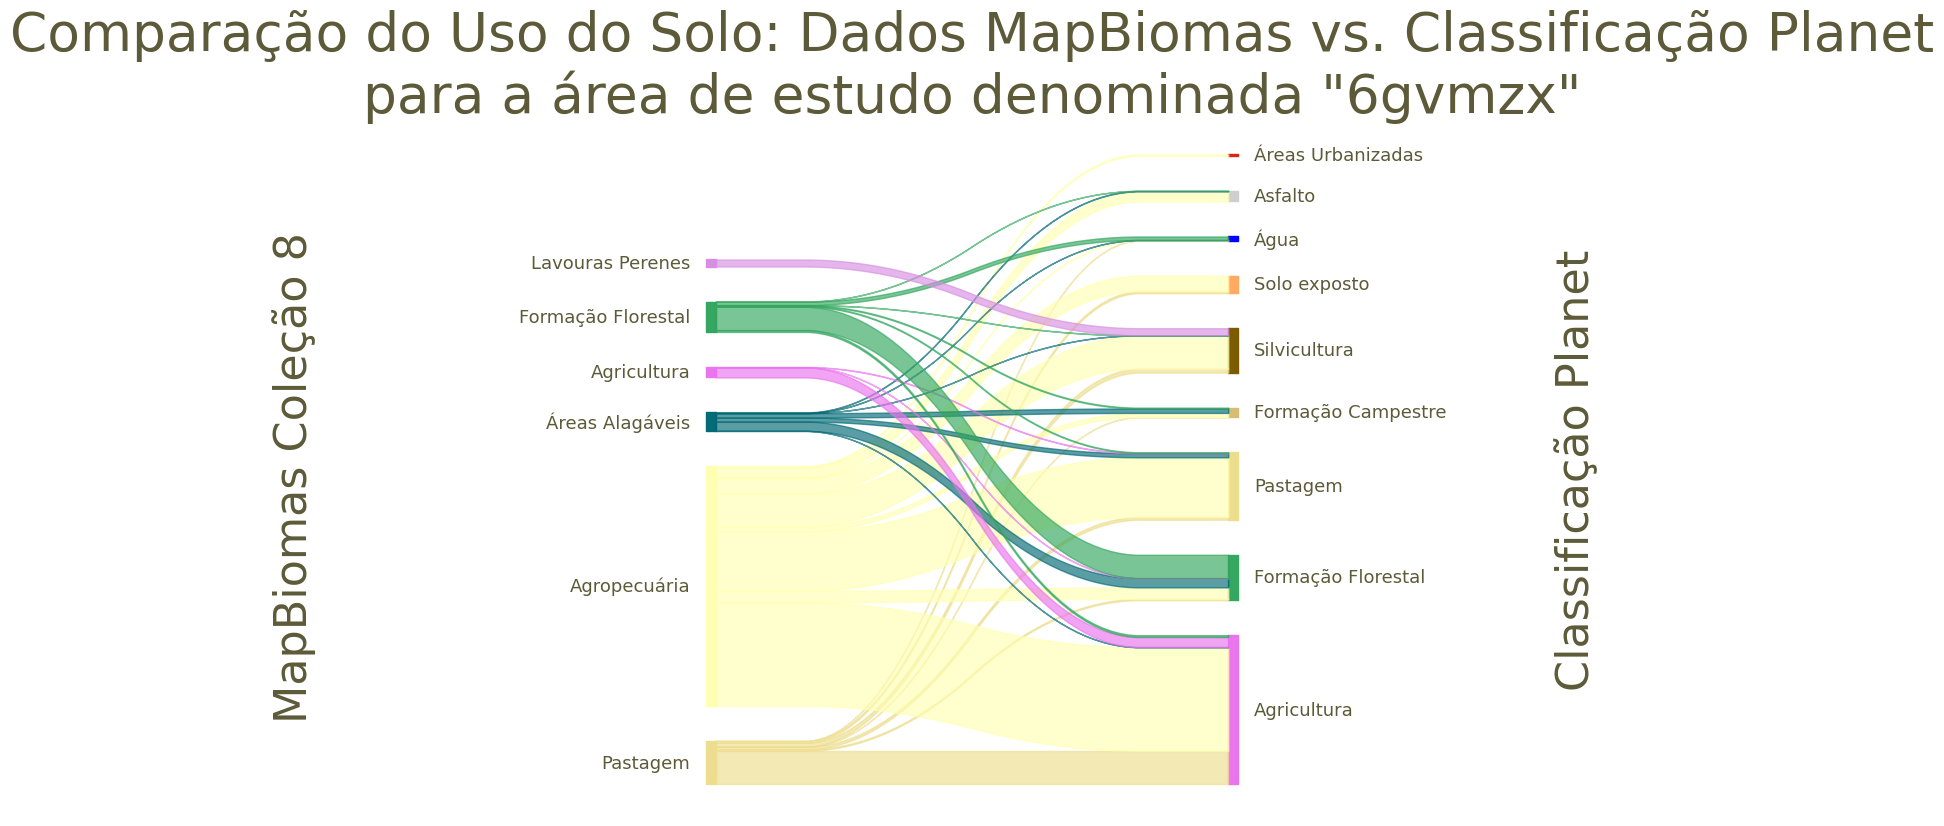 Comparação do Uso do Solo: Dados MapBiomas vs. Classificação Planet
para a área de estudo denominada "6gvmzx"
MapBiomas Coleção 8
Lavouras Perenes
Formação Florestal
Agricultura
Áreas Alagáveis
Agropecuária
Pastagem
Áreas Urbanizadas
Asfalto
Água
Solo exposto
Silvicultura
Formação Campestre
Pastagem
Formação Florestal
Agricultura
Classificação Planet